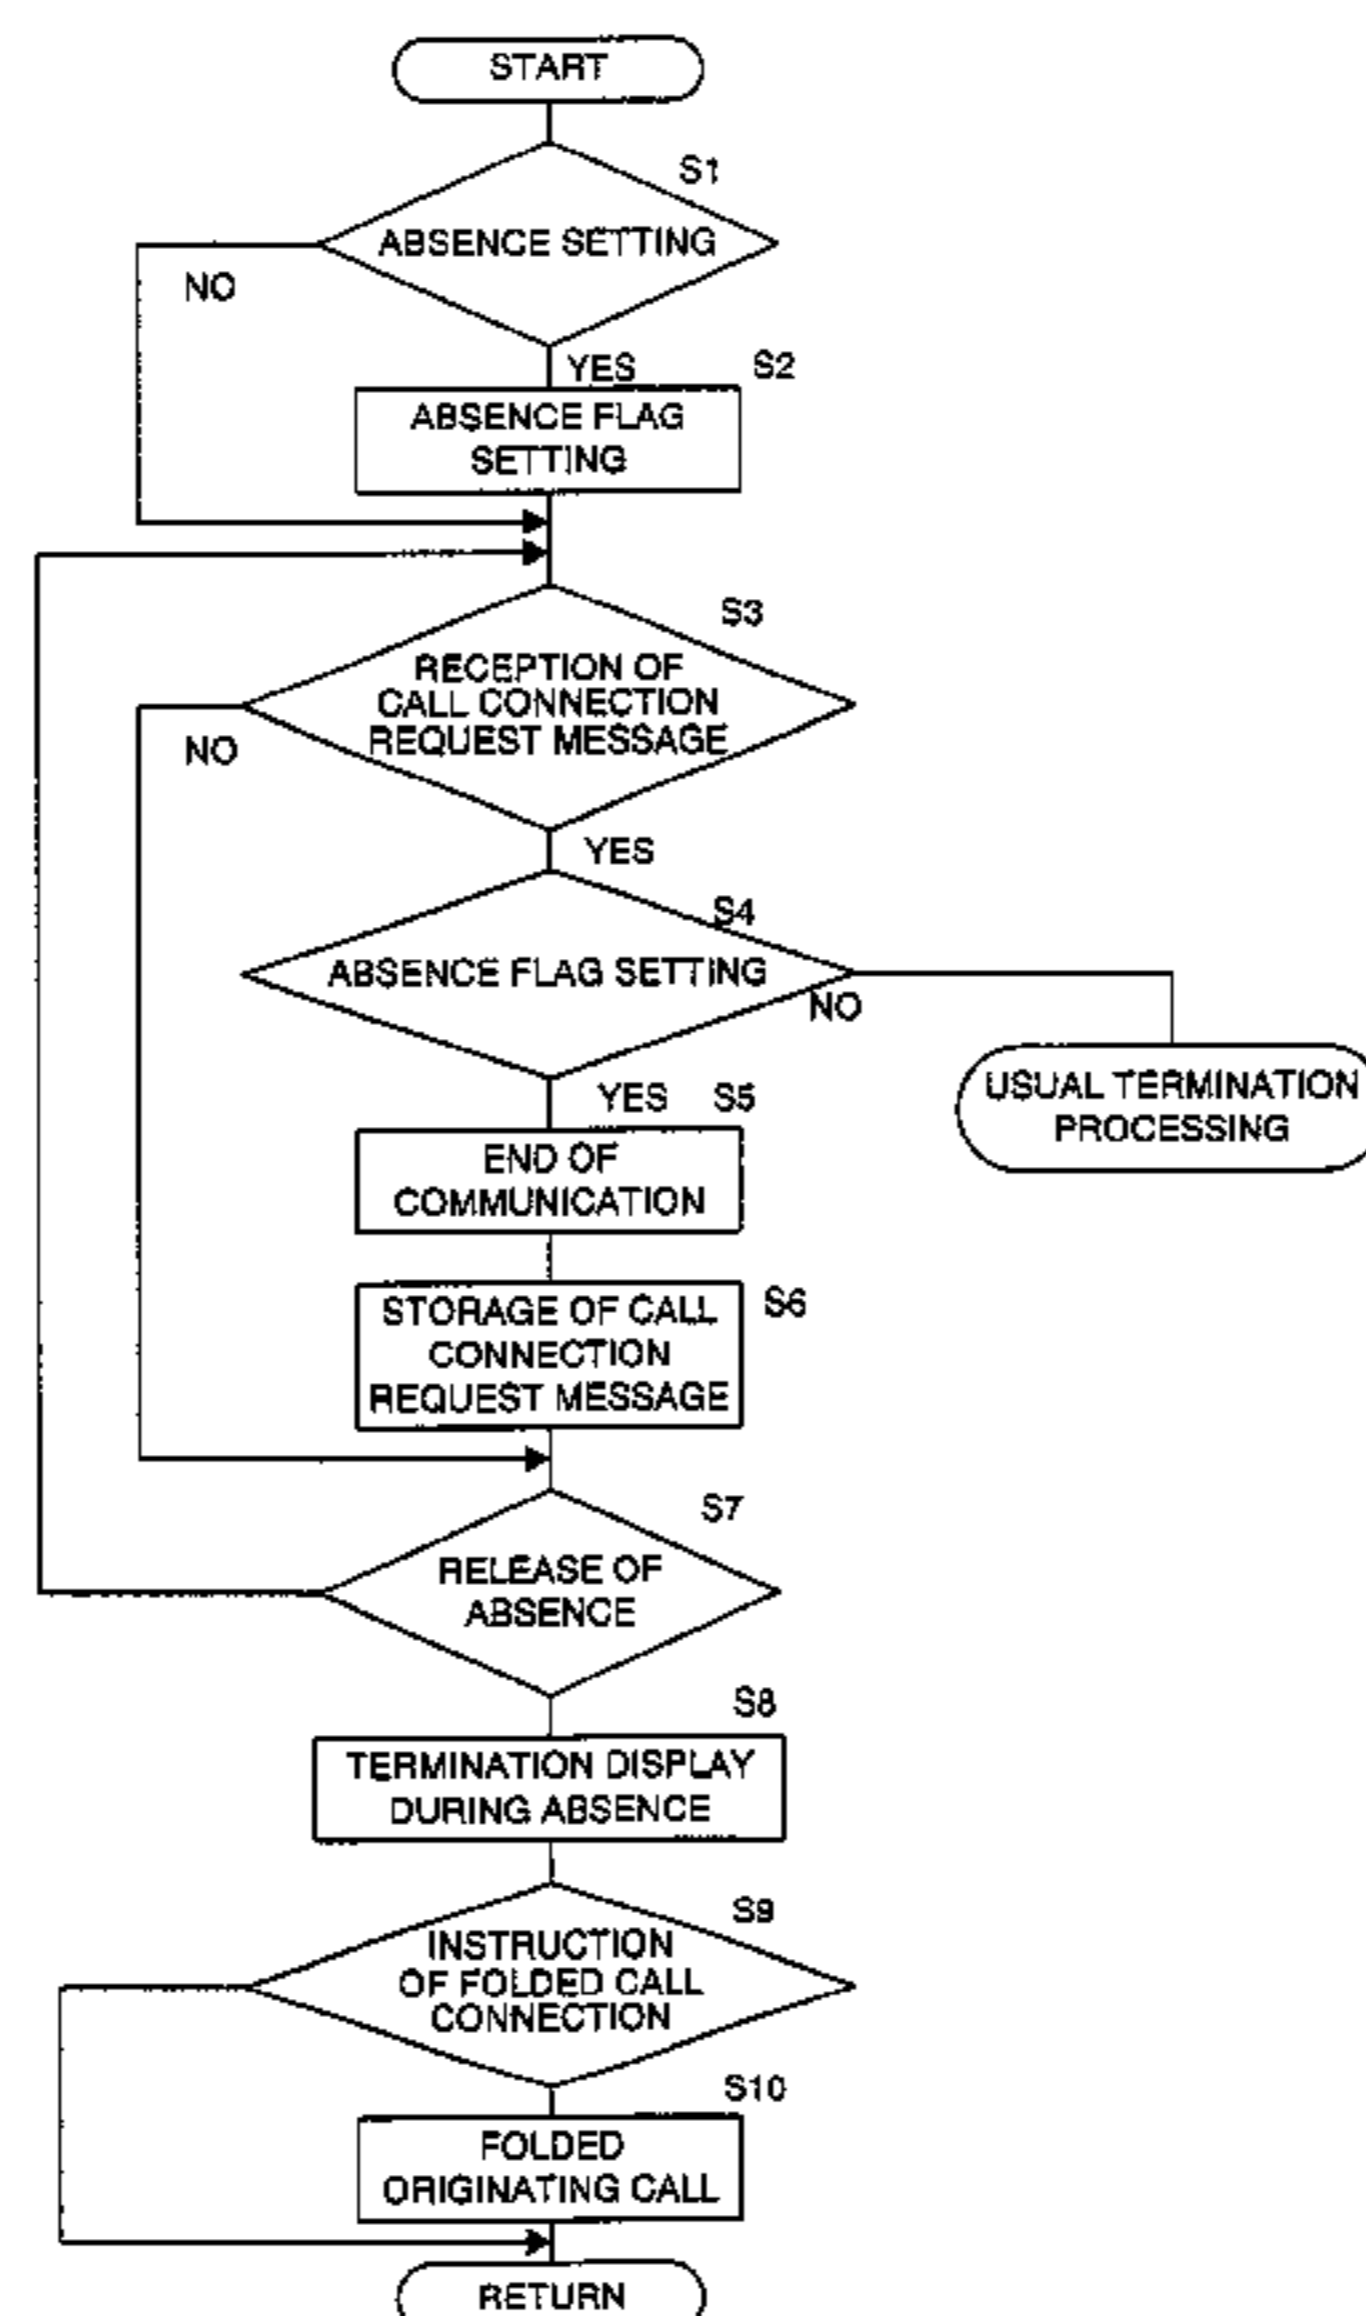 START
S1
ABSENCE SETTING
NO
YES
S2
ABSENCE FLAG
SETTING
S3
RECEPTION OF
CALL CONNECTION
REQUEST MESSAGE
NO
YES
S4
ABSENCE FLAG SETTING
NO
USUAL TERMINATION
PROCESSING
YES
S5
END OF
COMMUNICATION
S6
STORAGE OF CALL
CONNECTION
REQUEST MESSAGE
S7
RELEASE OF
ABSENCE
S8
TERMINATION DISPLAY
DURING ABSENCE
S9
INSTRUCTION
OF FOLDED CALL
CONNECTION
S10
FOLDED
ORIGINATING CALL
RETURN